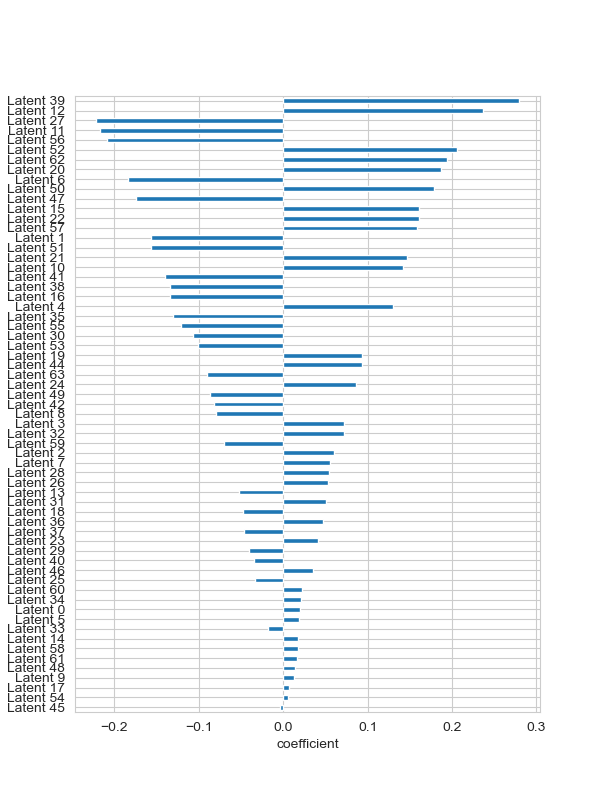 Latent 39
Latent 12
Latent 27
Latent 11
Latent 56
Latent 52
Latent 62
Latent 20
Latent 6
Latent 50
Latent 47
Latent 15
Latent 22
Latent 57
Latent 1
Latent 51
Latent 21
Latent 10
Latent 41
Latent 38
Latent 16
Latent 4
Latent 35
Latent 55
Latent 30
Latent 53
Latent 19
Latent 44
Latent 63
Latent 24
Latent 49
Latent 42
Latent 8
Latent 3
Latent 32
Latent 59
Latent 2
Latent 7
Latent 28
Latent 26
Latent 13
Latent 31
Latent 18
Latent 36
Latent 37
Latent 23
Latent 29
Latent 40
Latent 46
Latent 25
Latent 60
Latent 34
Latent 0
Latent 5
Latent 33
Latent 14
Latent 58
Latent 61
Latent 48
Latent 9
Latent 17
Latent 54
Latent 45
−0.2 −0.1 0.0 0.1 0.2 0.3
coefficient